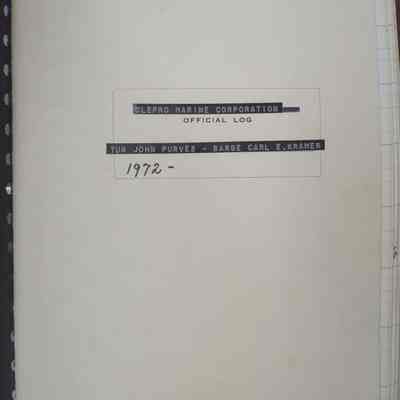 CLEPRO MARINE CORPORATION
OFFICIAL LOG
TUG JOHN PURVES - BARGE CARL E. KRAMER
1972 -